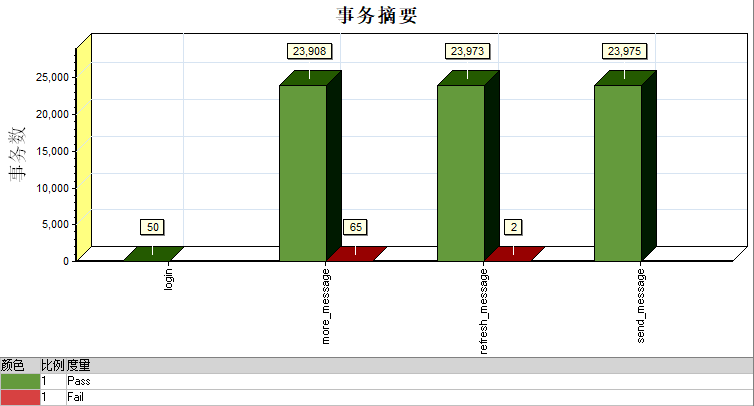 事务摘要
23,908
23,973
23,975
25,000
20,000
15,000
10,000
5,000
0
事务数
50
65
2
login
more_message
refresh_message
send_message
颜色 比例 度量
1 Pass
1 Fail